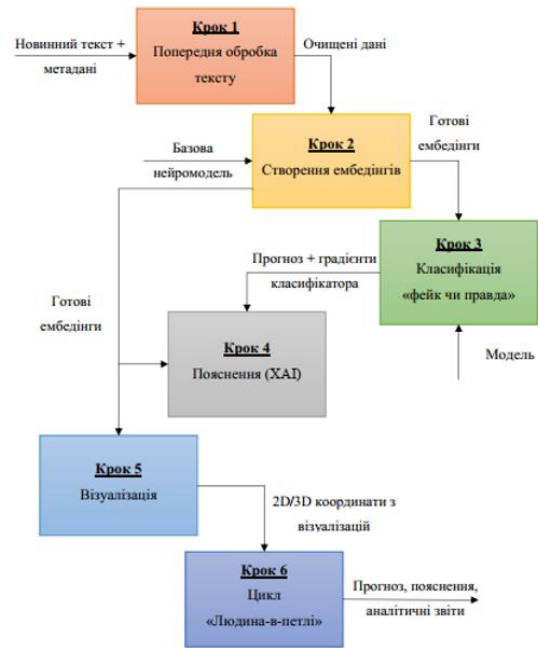 Крок 1
Новинний текст +
метадані
Попередня обробка
тексту
Очищені дані
Крок 2
Базова
нейромодель
Створення ембедінгів
Готові
ембедінги
Крок 3
Класифікація
«фейк чи правда»
Прогноз + градієнти
класифікатора
Готові
ембедінги
Крок 4
Пояснення (XAI)
Модель
Крок 5
Візуалізація
2D/3D координати з
візуалізацій
Крок 6
Цикл
«Людина-в-петлі»
Прогноз, пояснення,
аналітичні звіти